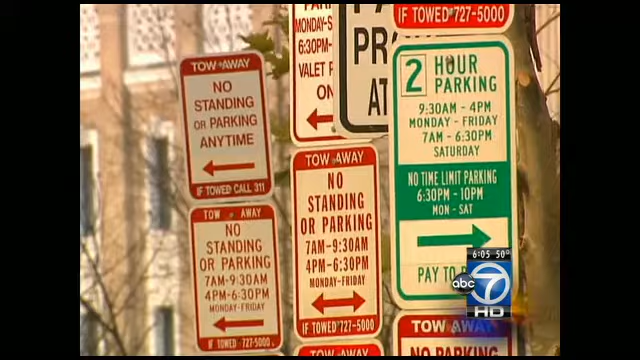 TOW AWAY
NO
STANDING
OR PARKING
ANYTIME
IF TOWED CALL 311
TOW AWAY
NO
STANDING
OR PARKING
7AM-9:30AM
4PM-6:30PM
MONDAY-FRIDAY
IF TOWED 727-5000
MONDAY-S
6:30PM-
VALET
ON
TOW-AWAY
NO
STANDING
OR PARKING
7AM-9:30AM
4PM-6:30PM
MONDAY-FRIDAY
IF TOWED 727-5000
TOW AWAY
PR
AT
IF TOWED 727-5000
2 HOUR
PARKING
9:30AM - 4PM
MONDAY - FRIDAY
7AM - 6:30PM
SATURDAY
NO TIME LIMIT PARKING
6:30PM - 10PM
MON - SAT
PAY TO
TOW AWAY
NO PARKING
6:05 50°
abc 7
HD